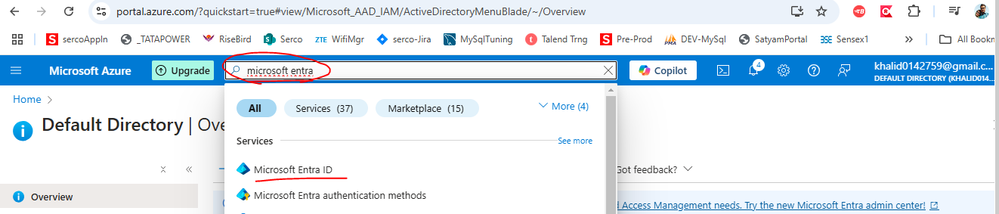 portal.azure.com/?quickstart=true#view/Microsoft_AAD_IAM/ActiveDirectoryMenuBlade/~/Overview
sercoAppln _TATAPOWER RiseBird Serco ZTE WifiMgr serco-Jira MySqlTuning Talend Trng Pre-Prod PMA DEV-MySql SatyamPortal BSE Sensex1 » All Bookm
Microsoft Azure Upgrade microsoft entra Copilot 4 khalid0142759@gmail.c...
DEFAULT DIRECTORY (KHALID014...
Home >
All Services (37) Marketplace (15) More (4)
Default Directory | Ove
Services See more
Microsoft Entra ID Got feedback?
Overview Microsoft Entra authentication methods
Access Management needs. Try the new Microsoft Entra admin center!